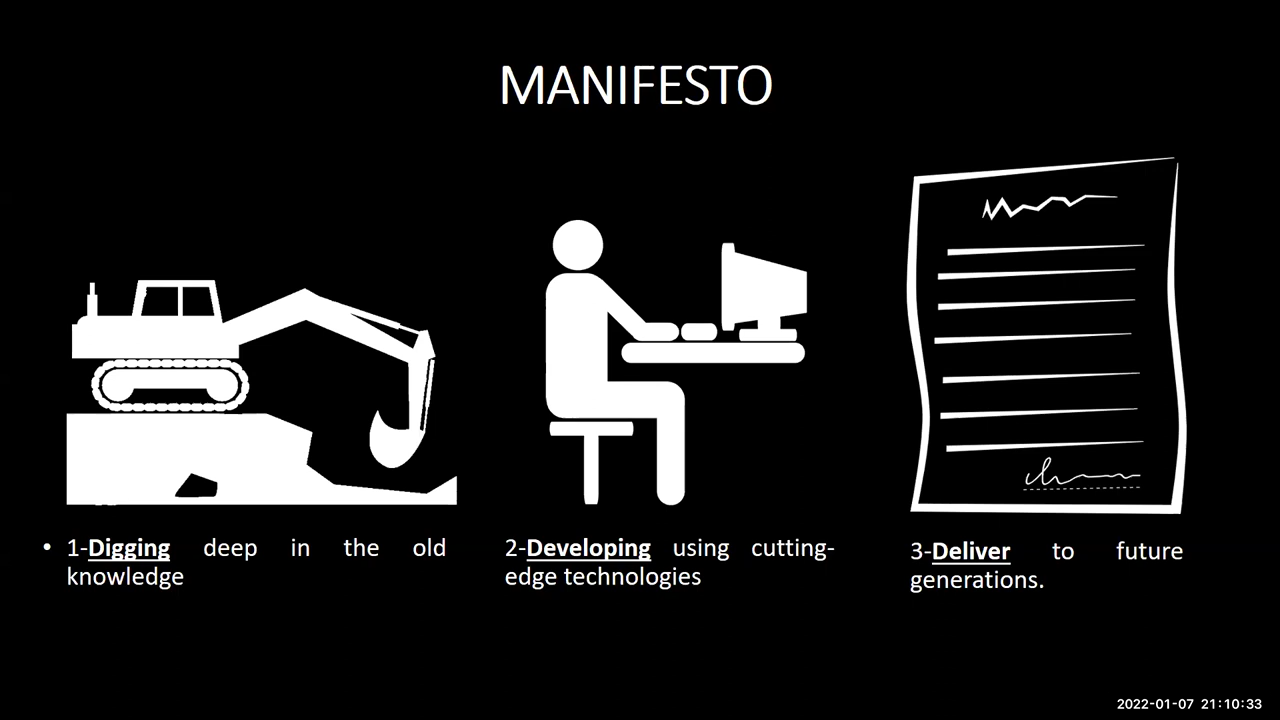 MANIFESTO
• 1-Digging deep in the old
knowledge
2-Developing using cutting-
edge technologies
3-Deliver to future
generations.
2022-01-07 21:10:33